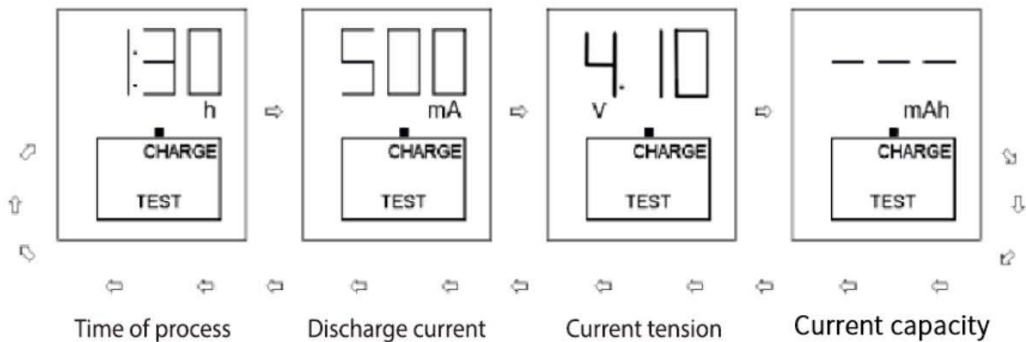 1:30
h
CHARGE
TEST
500
mA
CHARGE
TEST
4.10
V
CHARGE
TEST
---
mAh
CHARGE
TEST
Time of process
Discharge current
Current tension
Current capacity